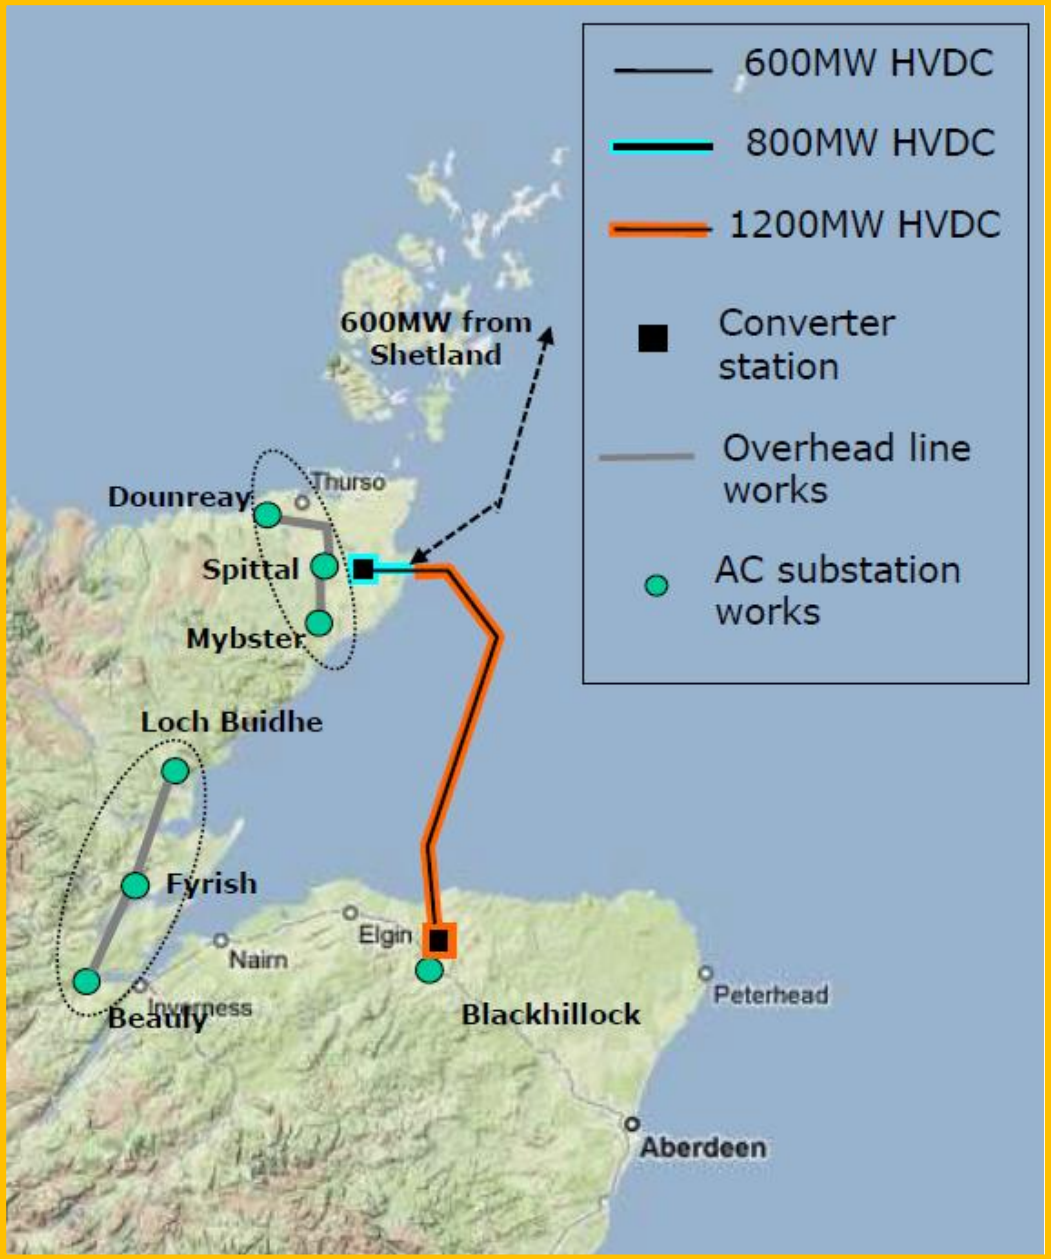 600MW HVDC
800MW HVDC
1200MW HVDC
Converter
station
Overhead line
works
AC substation
works
600MW from
Shetland
Thurso
Dounreay
Spittal
Mybster
Loch Buidhe
Fyrish
Elgin
Nairn
Inverness
Beauly
Blackhillock
Peterhead
Aberdeen